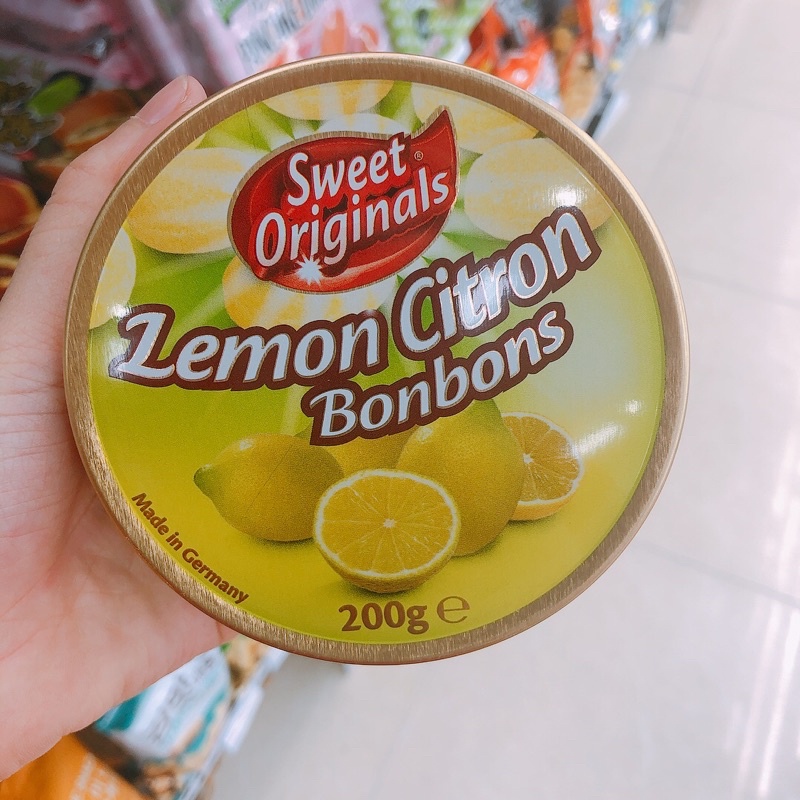 Sweet
Originals
®
Lemon Citron
Bonbons
Made in Germany
200g ℮